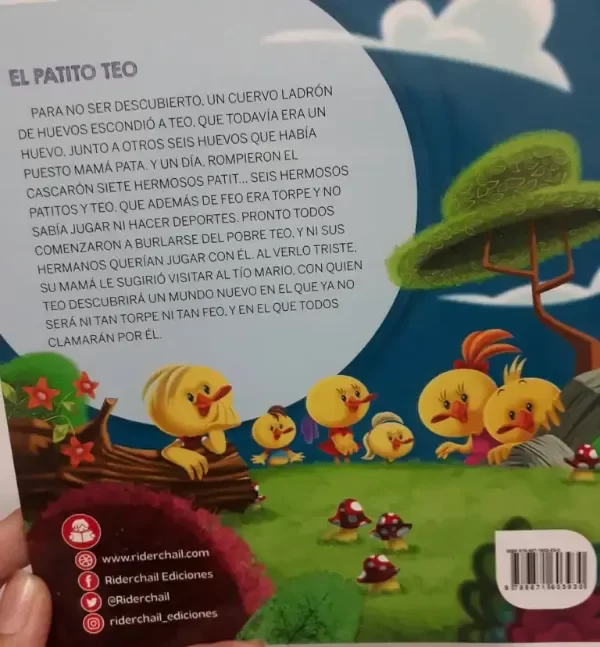 EL PATITO TEO
PARA NO SER DESCUBIERTO, UN CUERVO LADRÓN
DE HUEVOS ESCONDIÓ A TEO, QUE TODAVÍA ERA UN
HUEVO, JUNTO A OTROS SEIS HUEVOS QUE HABÍA
PUESTO MAMÁ PATA. Y UN DÍA, ROMPIERON EL
CASCARÓN SIETE HERMOSOS PATIT... SEIS HERMOSOS
PATITOS Y TEO, QUE ADEMÁS DE FEO ERA TORPE Y NO
SABÍA JUGAR NI HACER DEPORTES. PRONTO TODOS
COMENZARON A BURLARSE DEL POBRE TEO, Y NI SUS
HERMANOS QUERÍAN JUGAR CON ÉL. AL VERLO TRISTE,
SU MAMÁ LE SUGIRIÓ VISITAR AL TÍO MARIO, CON QUIEN
TEO DESCUBRIRÁ UN MUNDO NUEVO EN EL QUE YA NO
SERÁ NI TAN TORPE NI TAN FEO, Y EN EL QUE TODOS
CLAMARÁN POR ÉL.
www.riderchail.com
Riderchail Ediciones
@Riderchail
riderchail_ediciones